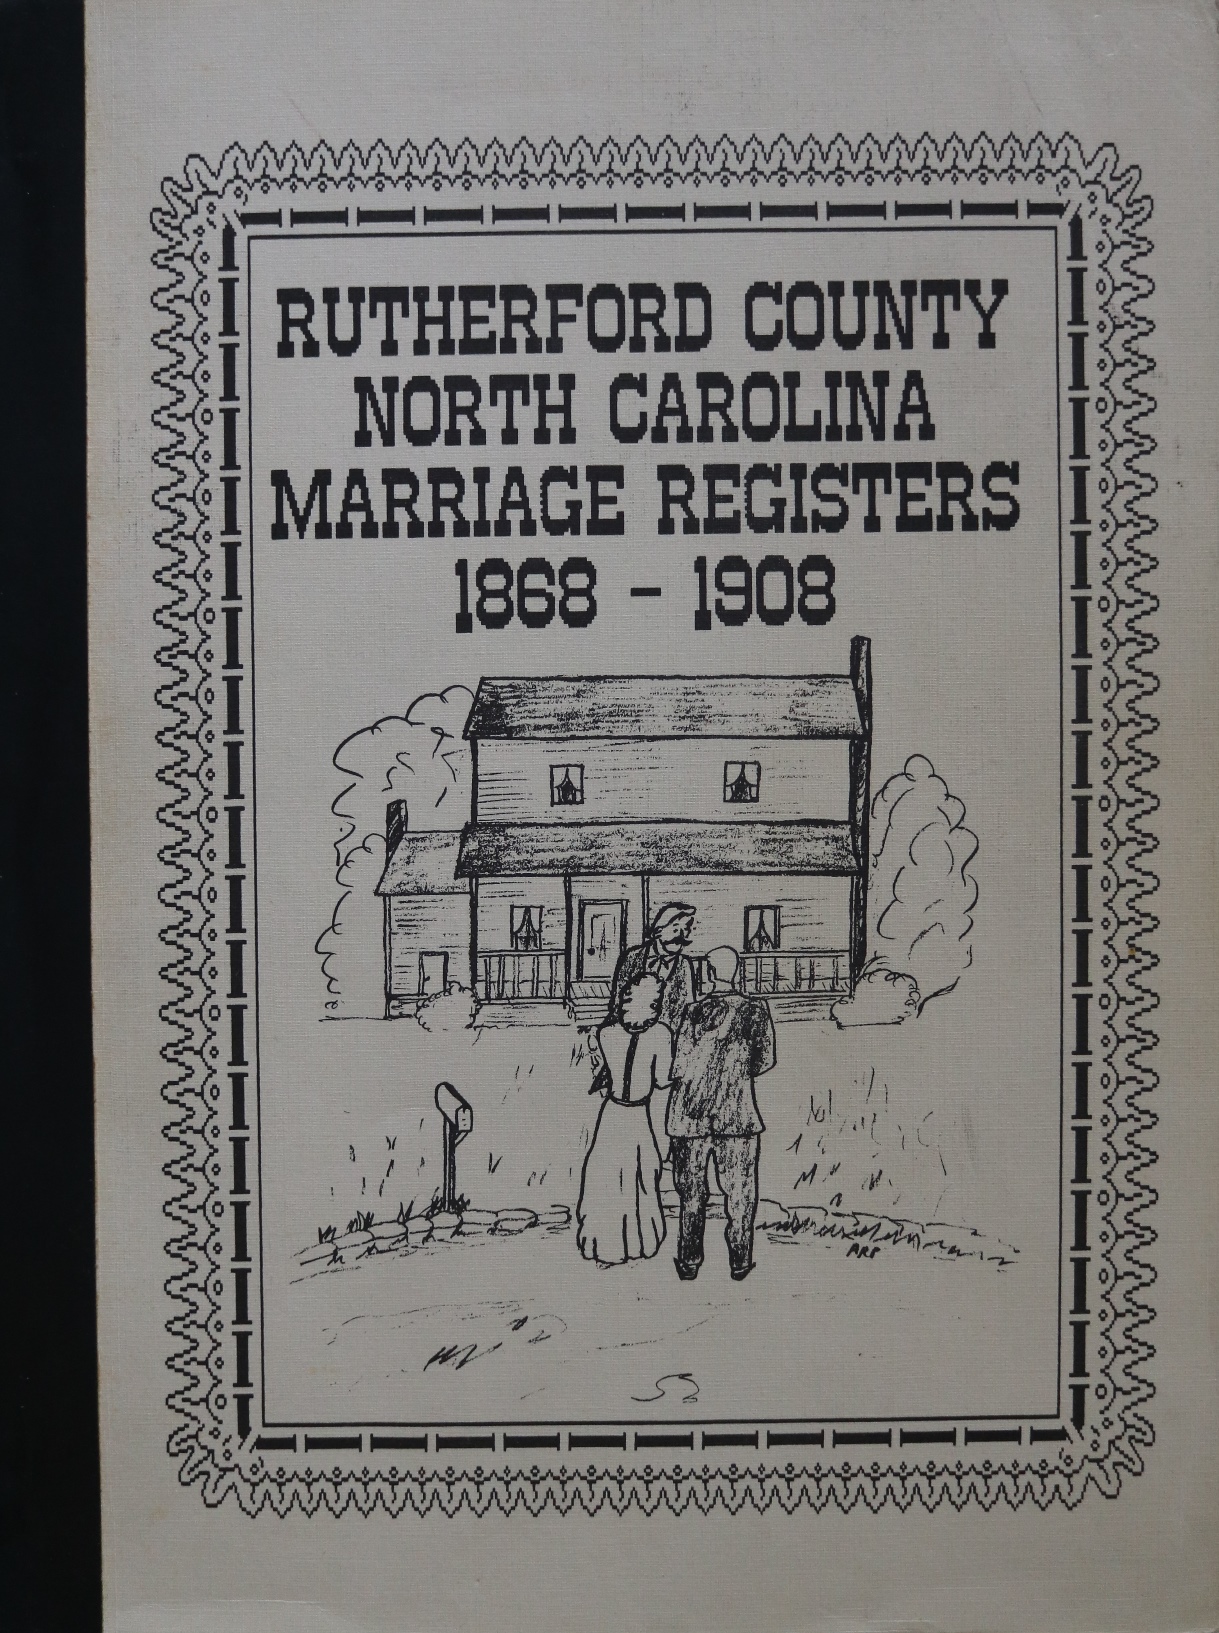 RUTHERFORD COUNTY
NORTH CAROLINA
MARRIAGE REGISTERS
1868 - 1908